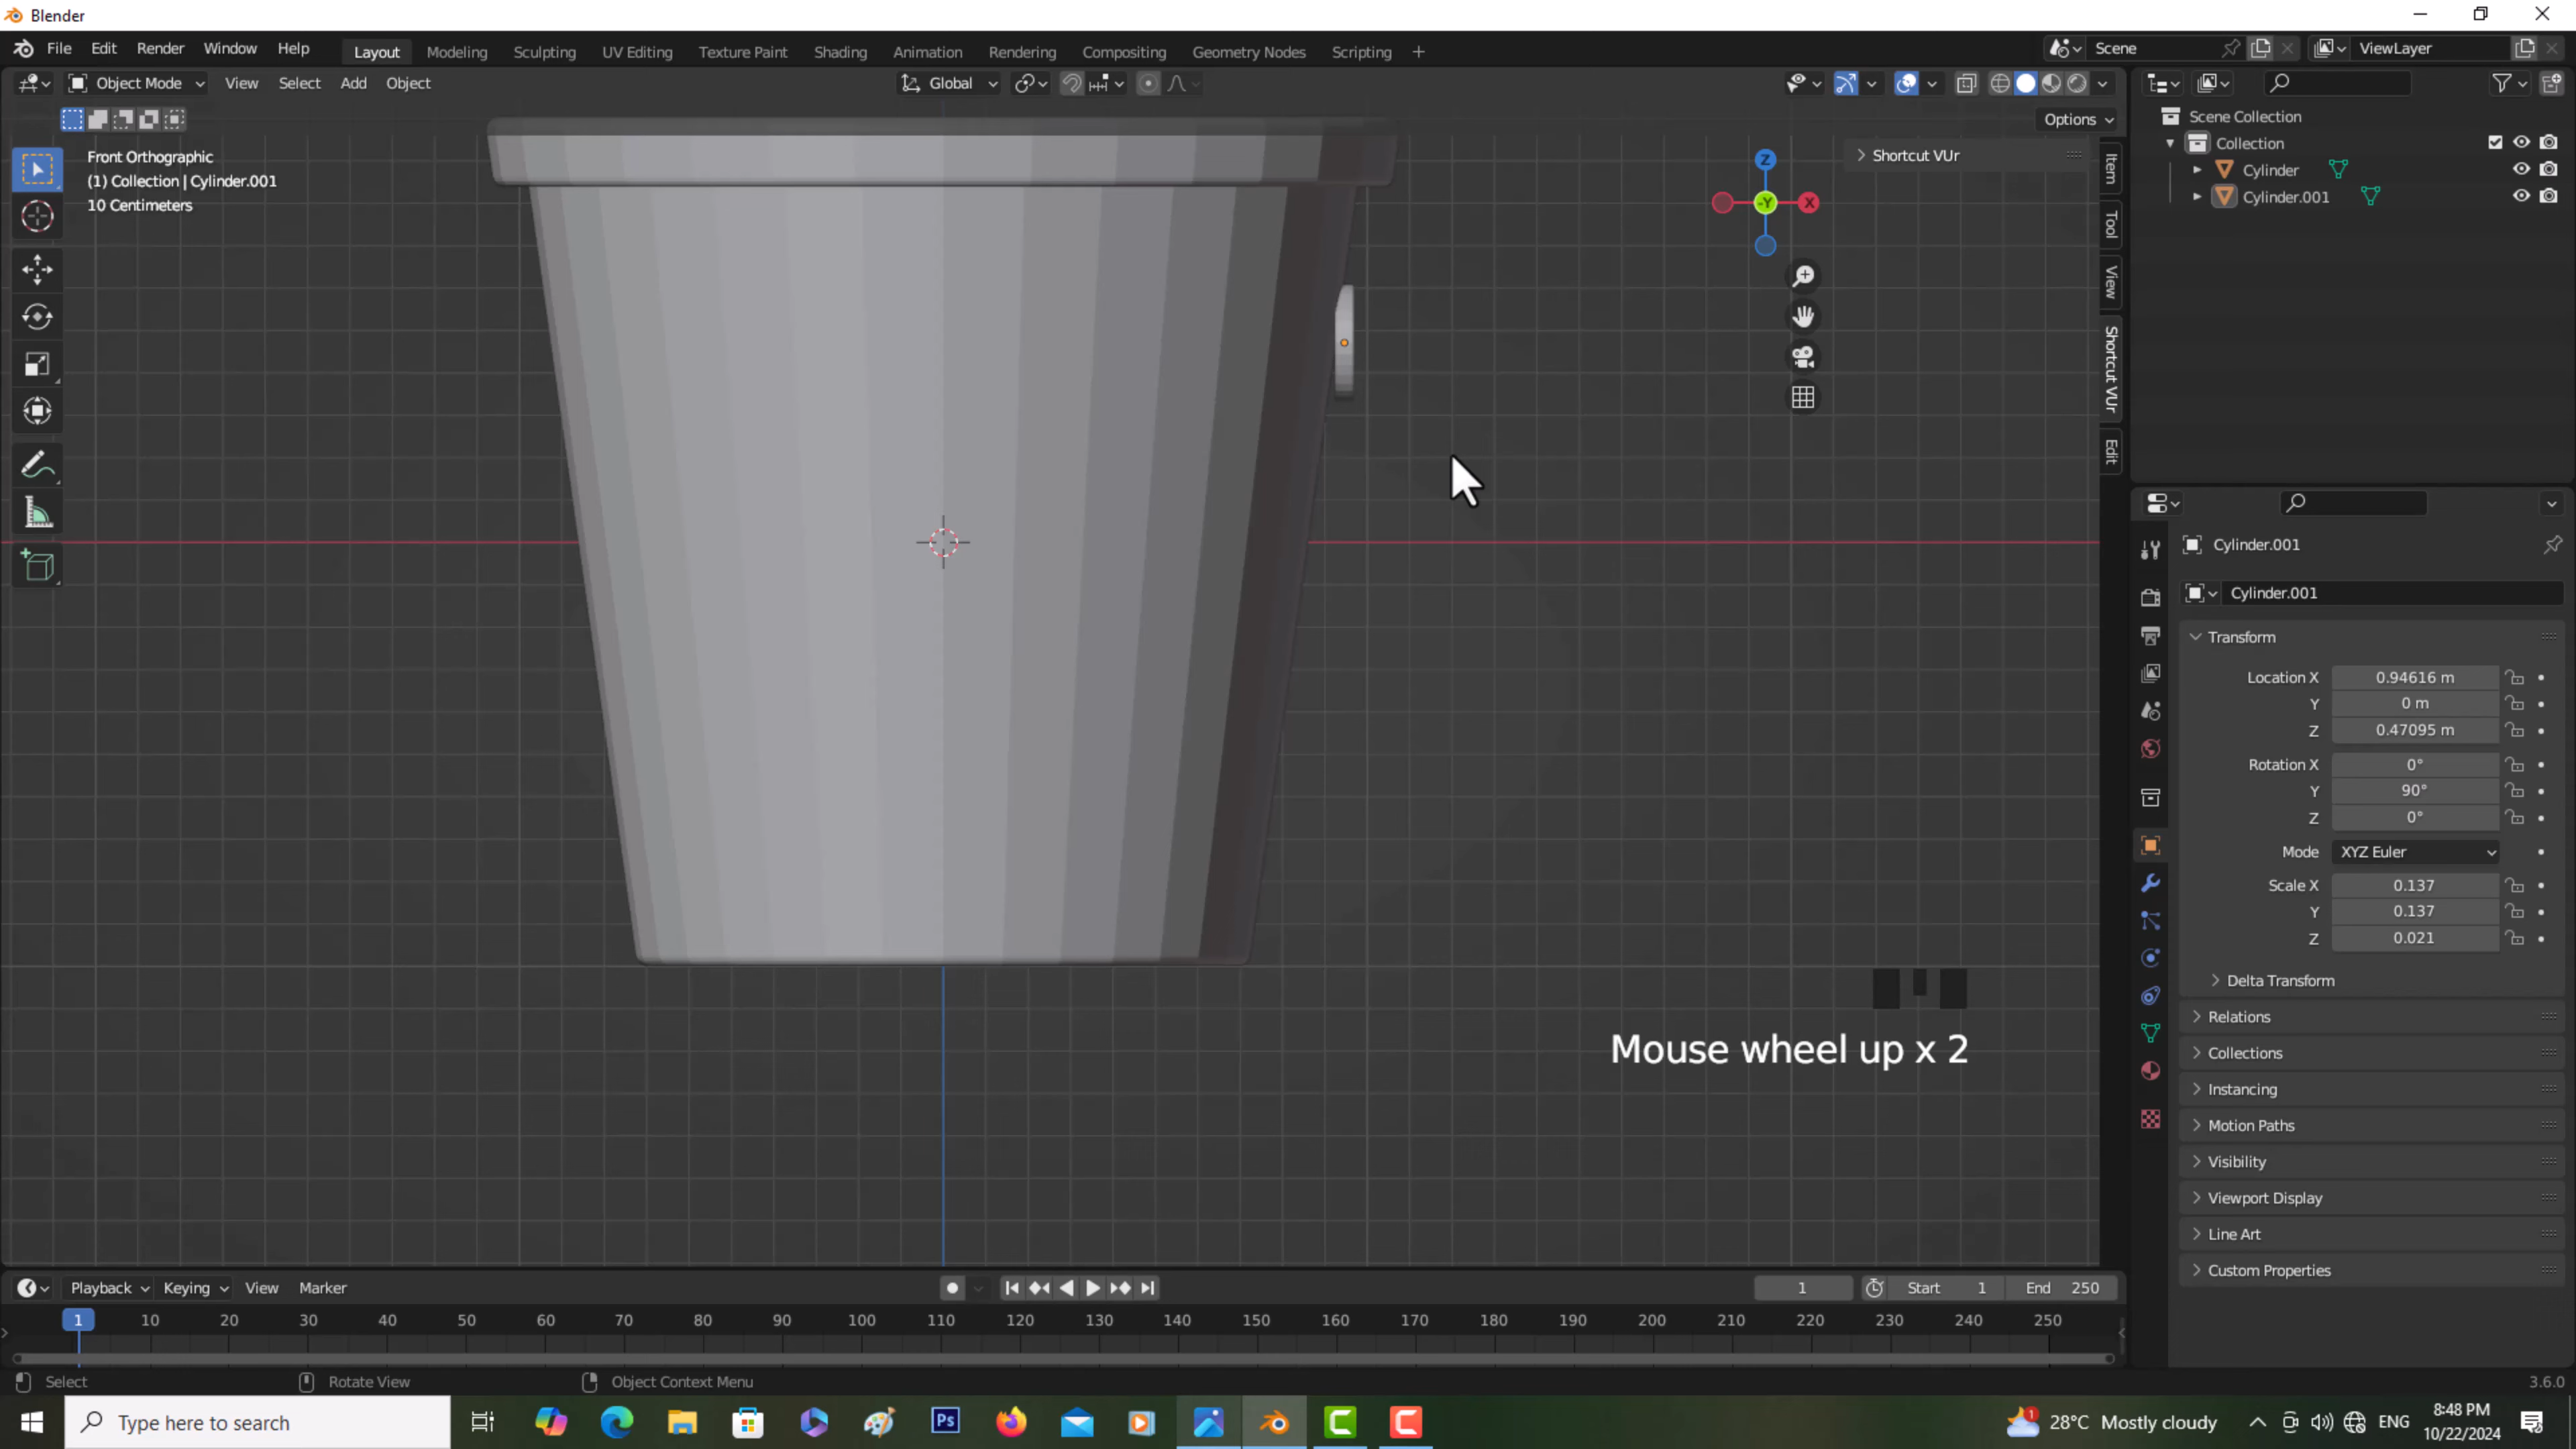 Blender
File Edit Render Window Help Layout Modeling Sculpting UV Editing Texture Paint Shading Animation Rendering Compositing Geometry Nodes Scripting + Scene ViewLayer
Object Mode View Select Add Object Global
Options
Front Orthographic
(1) Collection | Cylinder.001
10 Centimeters
Shortcut VUr
Z
-Y
X
Item
Tool
View
Shortcut VUr
Edit
Scene Collection
Collection
Cylinder
Cylinder.001
Cylinder.001
Cylinder.001
Transform
Location X 0.94616 m
Y 0 m
Z 0.47095 m
Rotation X 0°
Y 90°
Z 0°
Mode XYZ Euler
Scale X 0.137
Y 0.137
Z 0.021
Delta Transform
Relations
Collections
Instancing
Motion Paths
Visibility
Viewport Display
Line Art
Custom Properties
Mouse wheel up x 2
Playback Keying View Marker 1 Start 1 End 250
1 10 20 30 40 50 60 70 80 90 100 110 120 130 140 150 160 170 180 190 200 210 220 230 240 250
Select Rotate View Object Context Menu 3.6.0
Type here to search Ps 1 28°C Mostly cloudy ENG 8:48 PM
10/22/2024